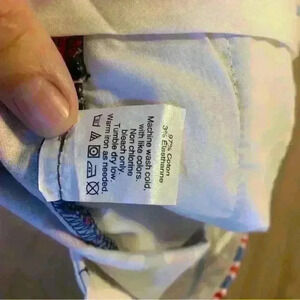 97% Coton
3% Elasthanne
Machine wash cold,
with like colors.
Non chlorine
bleach only.
Tumble dry low
Warm iron as needed.